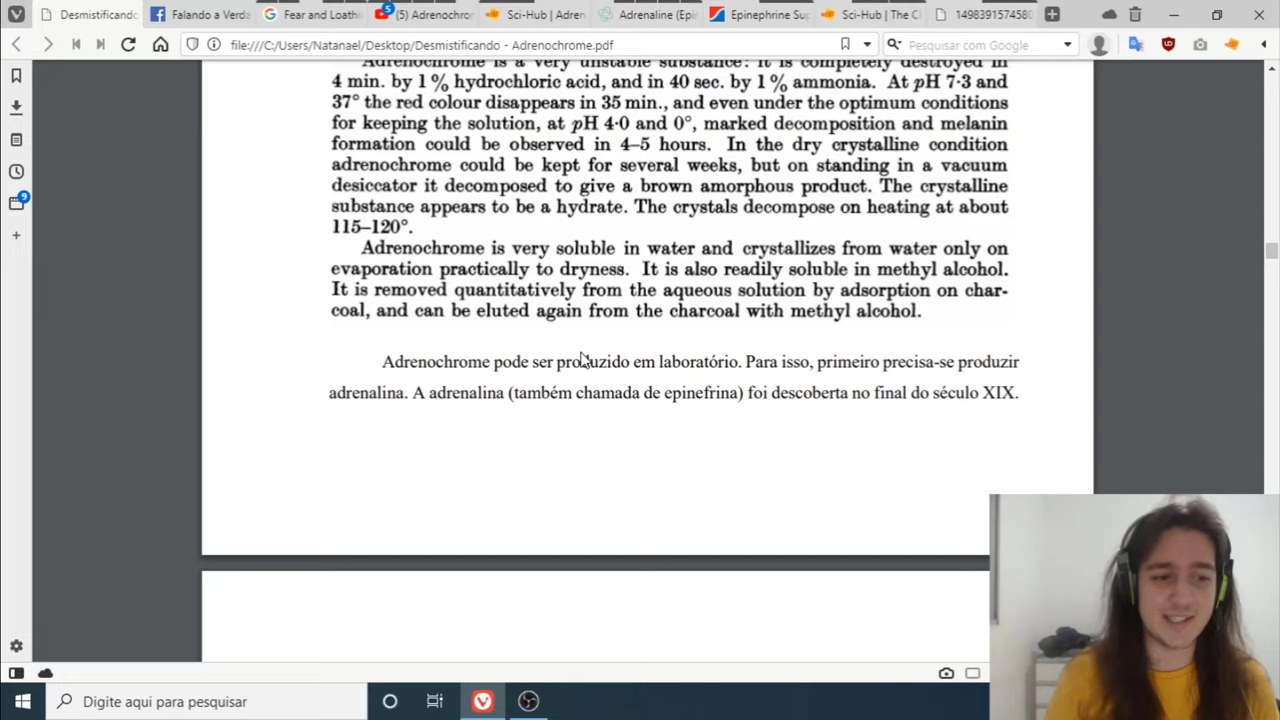 Desmistificando
Falando a Verda
Fear and Loathi
5
(5) Adrenochror
Sci-Hub | Adren
Adrenaline (Epir
Epinephrine Sup
Sci-Hub | The Cl
1498391574580
file:///C:/Users/Natanael/Desktop/Desmistificando - Adrenochrome.pdf
Pesquisar com Google
Adrenochrome is a very unstable substance: it is completely destroyed in
4 min. by 1 % hydrochloric acid, and in 40 sec. by 1 % ammonia. At pH 7·3 and
37° the red colour disappears in 35 min., and even under the optimum conditions
for keeping the solution, at pH 4·0 and 0°, marked decomposition and melanin
formation could be observed in 4–5 hours. In the dry crystalline condition
adrenochrome could be kept for several weeks, but on standing in a vacuum
desiccator it decomposed to give a brown amorphous product. The crystalline
substance appears to be a hydrate. The crystals decompose on heating at about
115–120°.
Adrenochrome is very soluble in water and crystallizes from water only on
evaporation practically to dryness. It is also readily soluble in methyl alcohol.
It is removed quantitatively from the aqueous solution by adsorption on char-
coal, and can be eluted again from the charcoal with methyl alcohol.
Adrenochrome pode ser produzido em laboratório. Para isso, primeiro precisa-se produzir
adrenalina. A adrenalina (também chamada de epinefrina) foi descoberta no final do século XIX.
9
Digite aqui para pesquisar